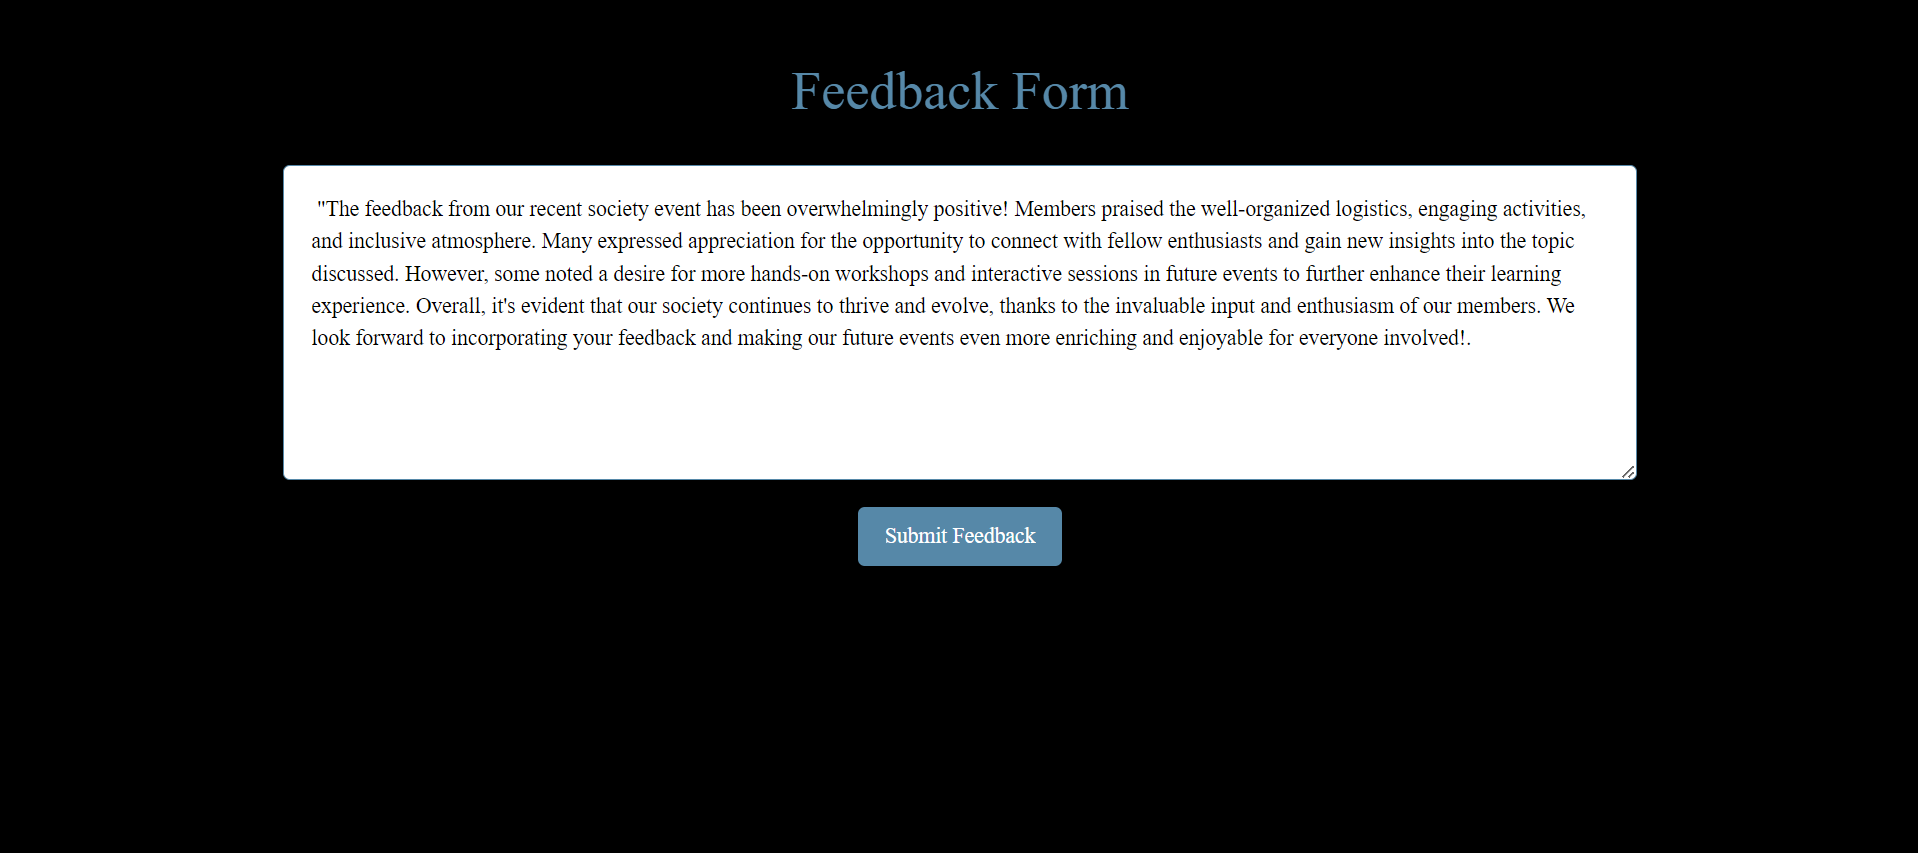 Feedback Form
"The feedback from our recent society event has been overwhelmingly positive! Members praised the well-organized logistics, engaging activities,
and inclusive atmosphere. Many expressed appreciation for the opportunity to connect with fellow enthusiasts and gain new insights into the topic
discussed. However, some noted a desire for more hands-on workshops and interactive sessions in future events to further enhance their learning
experience. Overall, it's evident that our society continues to thrive and evolve, thanks to the invaluable input and enthusiasm of our members. We
look forward to incorporating your feedback and making our future events even more enriching and enjoyable for everyone involved!.
Submit Feedback